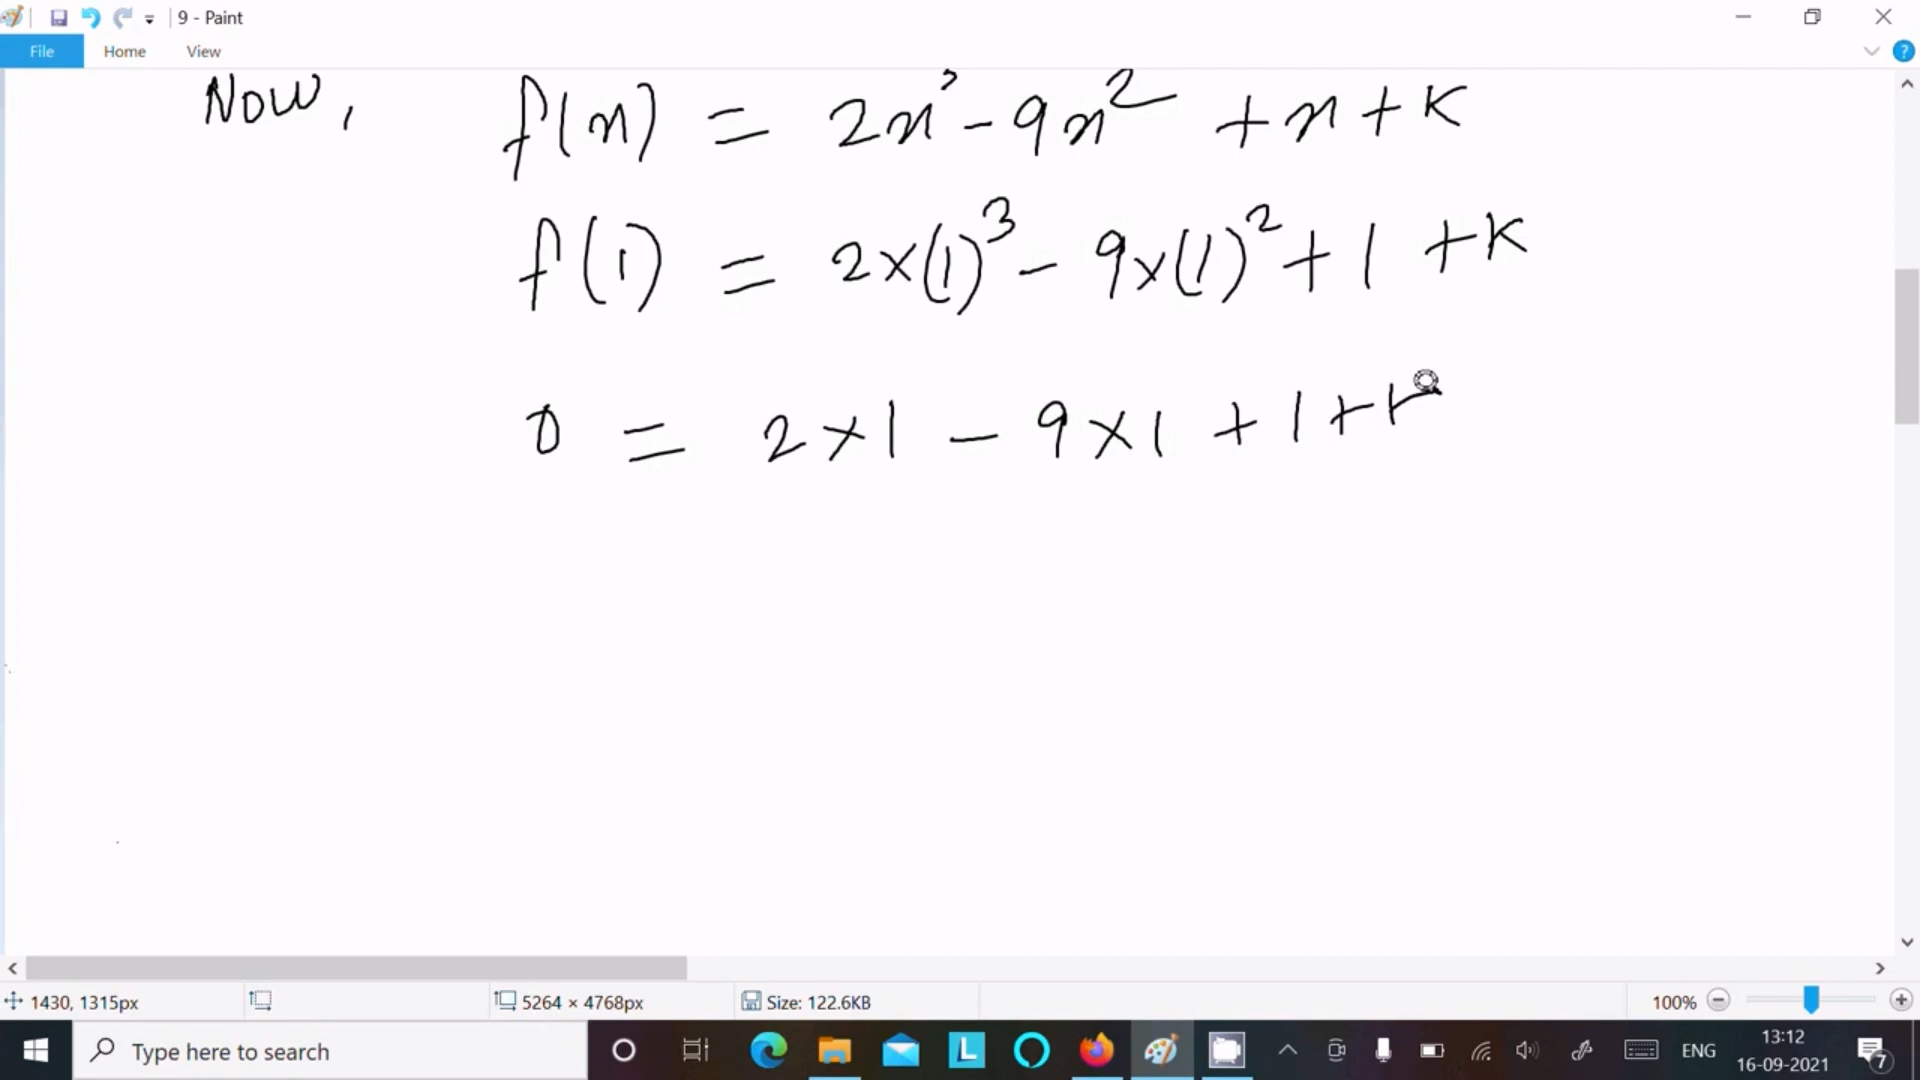 9 - Paint
File Home View
Now, f(x) = 2x³ - 9x² + x + K
f(1) = 2×(1)³ - 9×(1)² + 1 + K
0 = 2×1 - 9×1 + 1 +
1430, 1315px 5264 × 4768px Size: 122.6KB 100%
Type here to search L ENG 13:12
16-09-2021 7